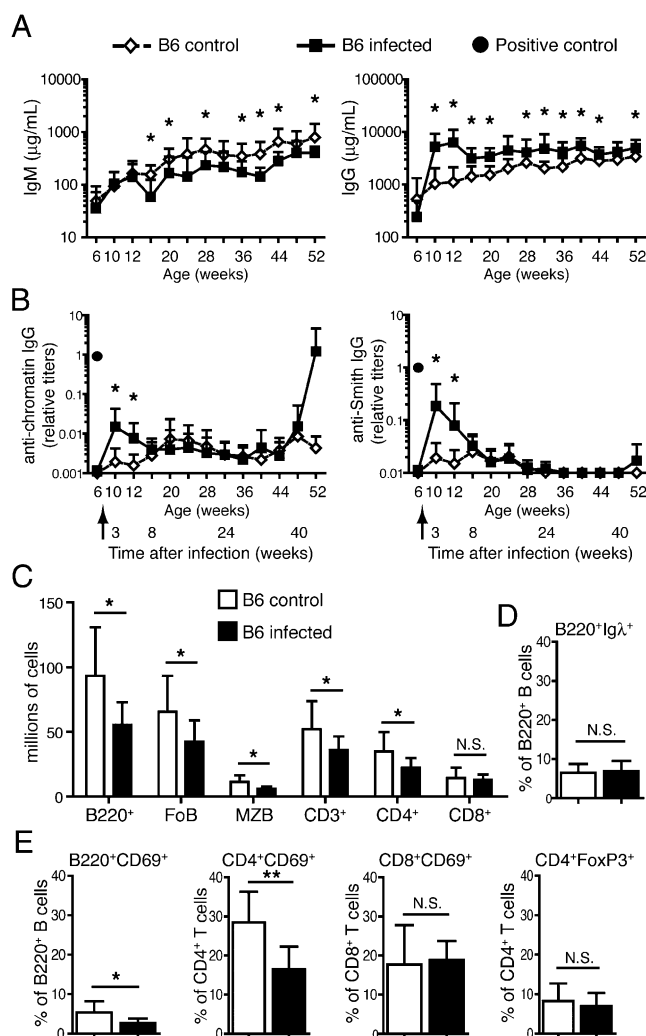 A
B6 control B6 infected Positive control
IgM (µg/mL)
10000
1000
100
10
* * * * * * *
6 10 12 20 28 36 44 52
Age (weeks)
IgG (µg/mL)
100000
10000
1000
100
* * * * * * * * * *
6 10 12 20 28 36 44 52
Age (weeks)
B
anti-chromatin IgG
(relative titers)
10
1
0.1
0.01
0.001
* *
6 10 12 20 28 36 44 52
Age (weeks)
3 8 24 40
Time after infection (weeks)
anti-Smith IgG
(relative titers)
10
1
0.1
0.01
* *
6 10 12 20 28 36 44 52
Age (weeks)
3 8 24 40
Time after infection (weeks)
C
B6 control
B6 infected
millions of cells
150
100
50
0
* * * * * N.S.
B220⁺ FoB MZB CD3⁺ CD4⁺ CD8⁺
D
B220⁺Igλ⁺
% of B220⁺ B cells
40
30
20
10
0
N.S.
E
B220⁺CD69⁺
% of B220⁺ B cells
40
30
20
10
0
*
CD4⁺CD69⁺
% of CD4⁺ T cells
40
30
20
10
0
**
CD8⁺CD69⁺
% of CD8⁺ T cells
40
30
20
10
0
N.S.
CD4⁺FoxP3⁺
% of CD4⁺ T cells
40
30
20
10
0
N.S.